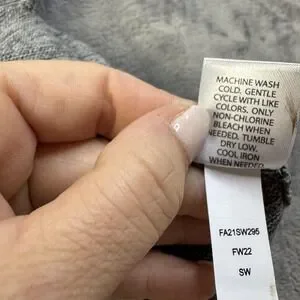 MACHINE WASH
COLD. GENTLE
CYCLE WITH LIKE
COLORS. ONLY
NON-CHLORINE
BLEACH WHEN
NEEDED. TUMBLE
DRY LOW.
COOL IRON
WHEN NEEDED.
FA21SW295
FW22
SW